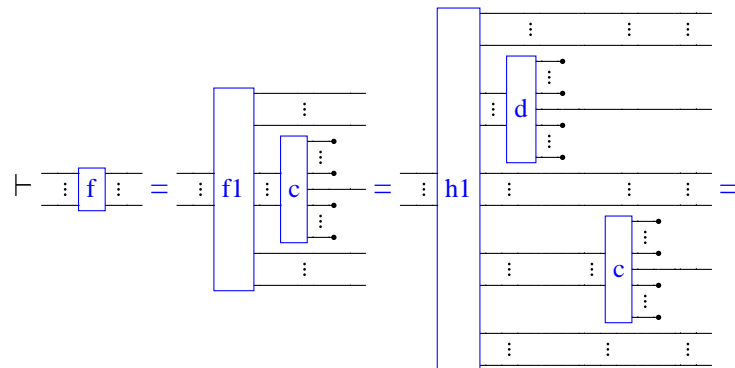 ⊢ f = f1 c = h1 d c =